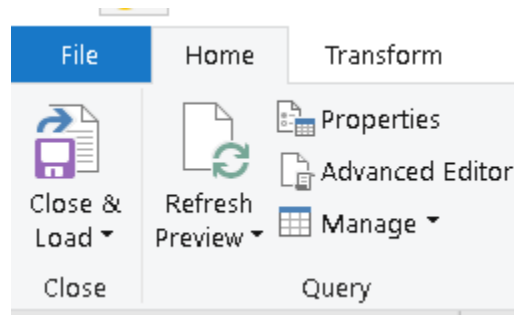 File Home Transform
Close & Load
Refresh Preview
Properties
Advanced Editor
Manage
Close Query